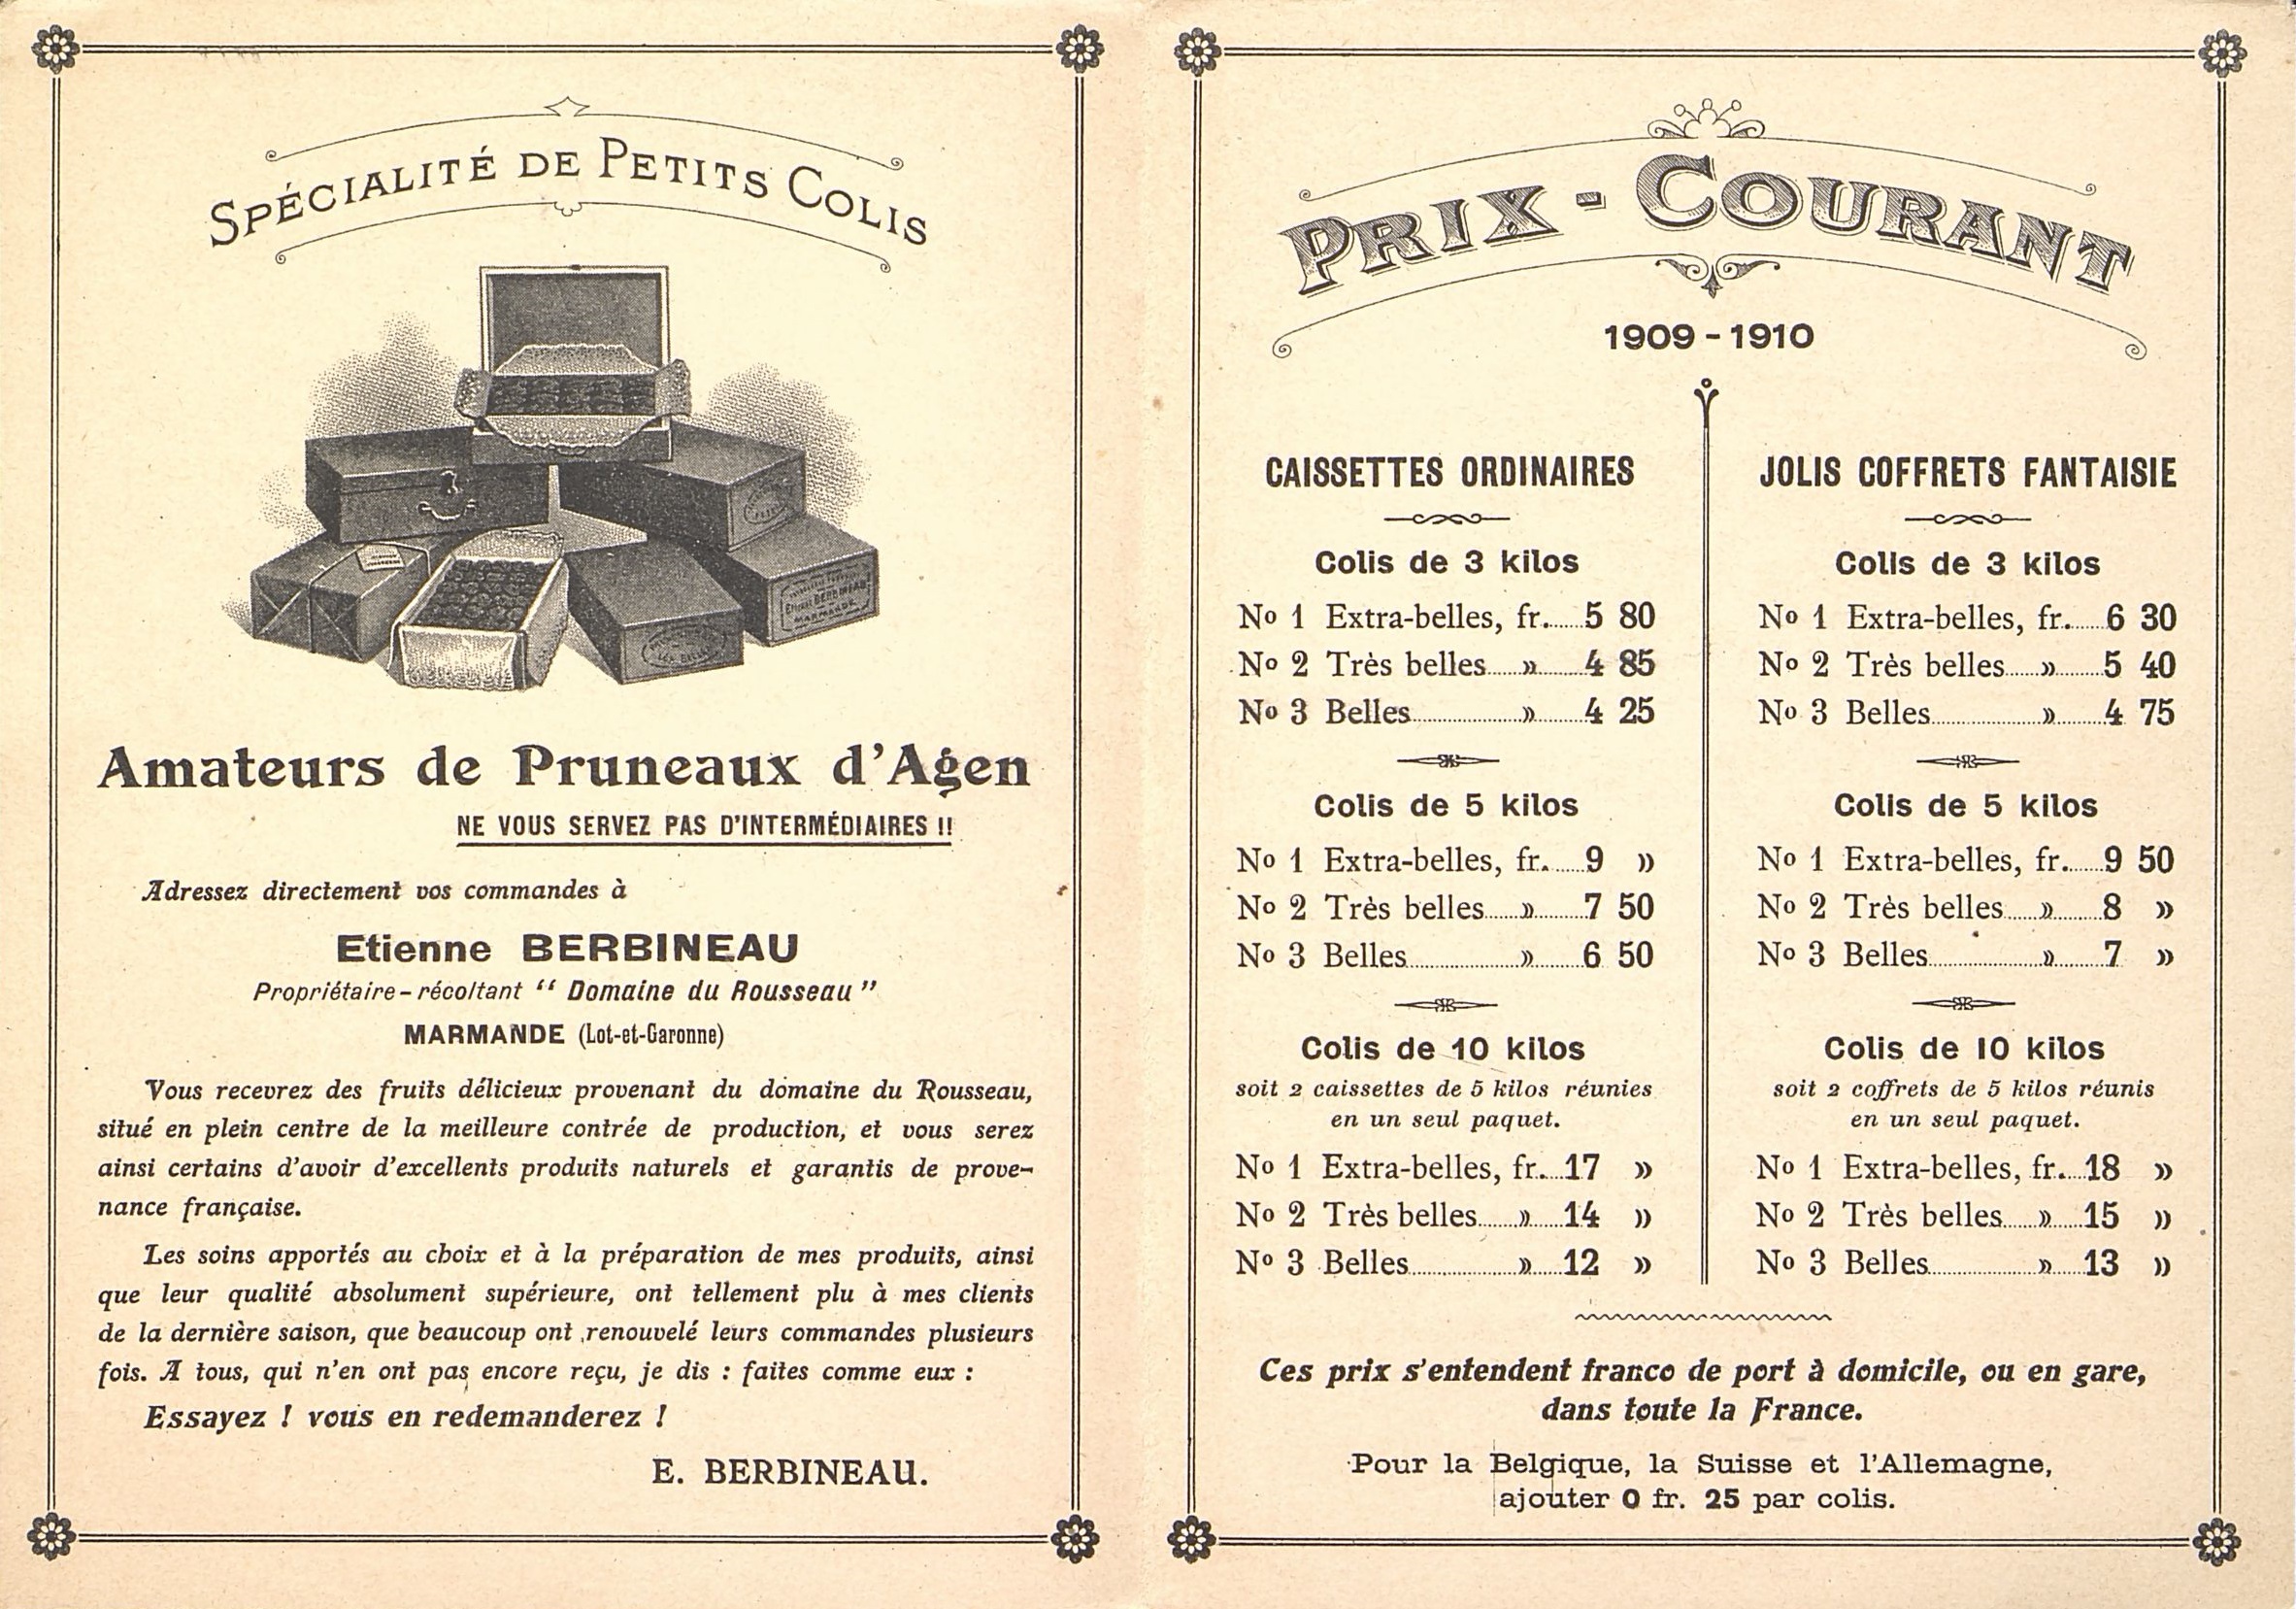 SPÉCIALITÉ DE PETITS COLIS
Etienne BERBINEAU
MARMANDE
Amateurs de Pruneaux d'Agen
NE VOUS SERVEZ PAS D'INTERMÉDIAIRES !!
Adressez directement vos commandes à
Etienne BERBINEAU
Propriétaire-récoltant “ Domaine du Rousseau ”
MARMANDE (Lot-et-Garonne)
Vous recevrez des fruits délicieux provenant du domaine du Rousseau,
situé en plein centre de la meilleure contrée de production, et vous serez
ainsi certains d'avoir d'excellents produits naturels et garantis de prove-
nance française.
Les soins apportés au choix et à la préparation de mes produits, ainsi
que leur qualité absolument supérieure, ont tellement plu à mes clients
de la dernière saison, que beaucoup ont renouvelé leurs commandes plusieurs
fois. A tous, qui n'en ont pas encore reçu, je dis : faites comme eux :
Essayez ! vous en redemanderez !
E. BERBINEAU.
PRIX-COURANT
1909-1910
CAISSETTES ORDINAIRES
Colis de 3 kilos
No 1 Extra-belles, fr......5 80
No 2 Très belles......».......4 85
No 3 Belles..................».......4 25
Colis de 5 kilos
No 1 Extra-belles, fr......9 »
No 2 Très belles......».......7 50
No 3 Belles..................».......6 50
Colis de 10 kilos
soit 2 caissettes de 5 kilos réunies
en un seul paquet.
No 1 Extra-belles, fr....17 »
No 2 Très belles......».....14 »
No 3 Belles..................».....12 »
JOLIS COFFRETS FANTAISIE
Colis de 3 kilos
No 1 Extra-belles, fr......6 30
No 2 Très belles......».......5 40
No 3 Belles..................».......4 75
Colis de 5 kilos
No 1 Extra-belles, fr......9 50
No 2 Très belles......».......8 »
No 3 Belles..................».......7 »
Colis de 10 kilos
soit 2 coffrets de 5 kilos réunis
en un seul paquet.
No 1 Extra-belles, fr....18 »
No 2 Très belles......».....15 »
No 3 Belles..................».....13 »
Ces prix s'entendent franco de port à domicile, ou en gare,
dans toute la France.
Pour la Belgique, la Suisse et l'Allemagne,
ajouter 0 fr. 25 par colis.